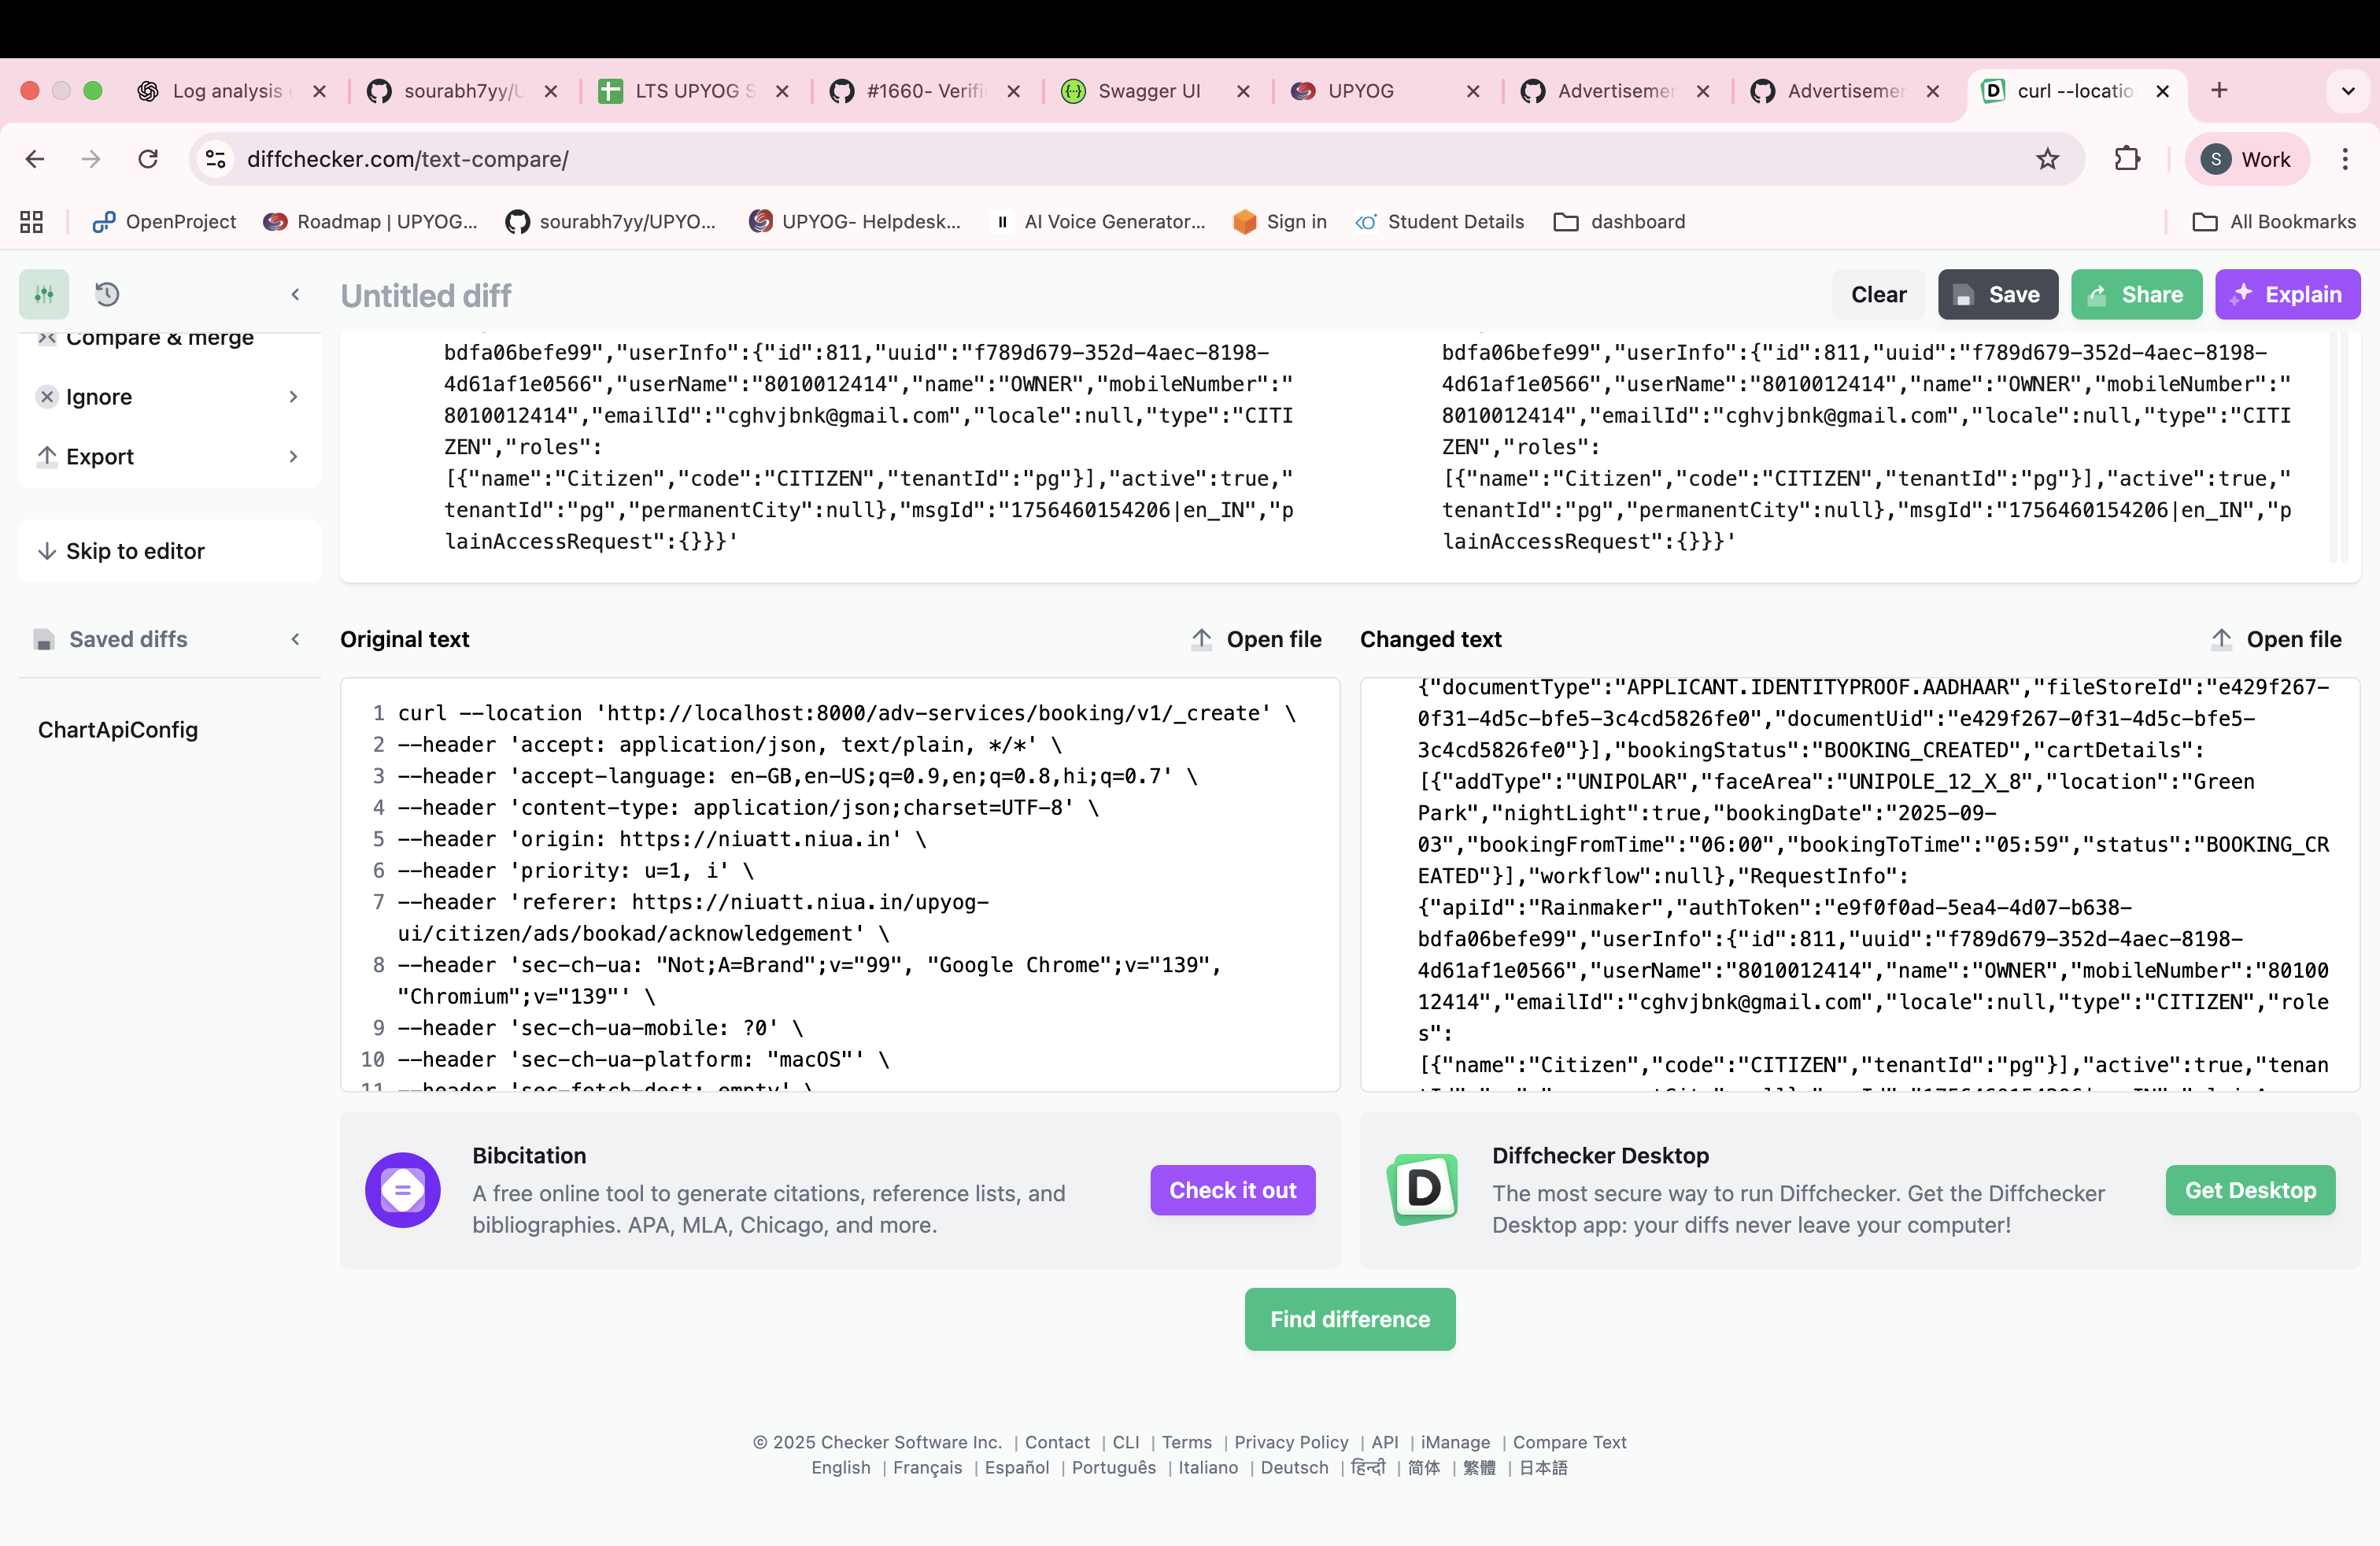 Log analysis
sourabh7yy/U
LTS UPYOG S
#1660- Verifi
Swagger UI
UPYOG
Advertisemer
Advertisemer
curl --locatio
diffchecker.com/text-compare/
S Work
OpenProject
Roadmap | UPYOG...
sourabh7yy/UPYO...
UPYOG- Helpdesk...
AI Voice Generator...
Sign in
Student Details
dashboard
All Bookmarks
Untitled diff
Clear
Save
Share
Explain
Compare & merge
Ignore
Export
Skip to editor
Saved diffs
ChartApiConfig
bdfa06befe99","userInfo":{"id":811,"uuid":"f789d679-352d-4aec-8198-
4d61af1e0566","userName":"8010012414","name":"OWNER","mobileNumber":"
8010012414","emailId":"cghvjbnk@gmail.com","locale":null,"type":"CITI
ZEN","roles":
[{"name":"Citizen","code":"CITIZEN","tenantId":"pg"}],"active":true,"
tenantId":"pg","permanentCity":null},"msgId":"1756460154206|en_IN","p
lainAccessRequest":{}}}'
bdfa06befe99","userInfo":{"id":811,"uuid":"f789d679-352d-4aec-8198-
4d61af1e0566","userName":"8010012414","name":"OWNER","mobileNumber":"
8010012414","emailId":"cghvjbnk@gmail.com","locale":null,"type":"CITI
ZEN","roles":
[{"name":"Citizen","code":"CITIZEN","tenantId":"pg"}],"active":true,"
tenantId":"pg","permanentCity":null},"msgId":"1756460154206|en_IN","p
lainAccessRequest":{}}}'
Original text
Open file
1 curl --location 'http://localhost:8000/adv-services/booking/v1/_create' \
2 --header 'accept: application/json, text/plain, */*' \
3 --header 'accept-language: en-GB,en-US;q=0.9,en;q=0.8,hi;q=0.7' \
4 --header 'content-type: application/json;charset=UTF-8' \
5 --header 'origin: https://niuatt.niua.in' \
6 --header 'priority: u=1, i' \
7 --header 'referer: https://niuatt.niua.in/upyog-
ui/citizen/ads/bookad/acknowledgement' \
8 --header 'sec-ch-ua: "Not;A=Brand";v="99", "Google Chrome";v="139",
"Chromium";v="139"' \
9 --header 'sec-ch-ua-mobile: ?0' \
10 --header 'sec-ch-ua-platform: "macOS"' \
11 --header 'sec-fetch-dest: empty' \
Changed text
Open file
{"documentType":"APPLICANT.IDENTITYPROOF.AADHAAR","fileStoreId":"e429f267-
0f31-4d5c-bfe5-3c4cd5826fe0","documentUid":"e429f267-0f31-4d5c-bfe5-
3c4cd5826fe0"}],"bookingStatus":"BOOKING_CREATED","cartDetails":
[{"addType":"UNIPOLAR","faceArea":"UNIPOLE_12_X_8","location":"Green
Park","nightLight":true,"bookingDate":"2025-09-
03","bookingFromTime":"06:00","bookingToTime":"05:59","status":"BOOKING_CR
EATED"}],"workflow":null},"RequestInfo":
{"apiId":"Rainmaker","authToken":"e9f0f0ad-5ea4-4d07-b638-
bdfa06befe99","userInfo":{"id":811,"uuid":"f789d679-352d-4aec-8198-
4d61af1e0566","userName":"8010012414","name":"OWNER","mobileNumber":"80100
12414","emailId":"cghvjbnk@gmail.com","locale":null,"type":"CITIZEN","role
s":
[{"name":"Citizen","code":"CITIZEN","tenantId":"pg"}],"active":true,"tenan
Bibcitation
A free online tool to generate citations, reference lists, and
bibliographies. APA, MLA, Chicago, and more.
Check it out
Diffchecker Desktop
The most secure way to run Diffchecker. Get the Diffchecker
Desktop app: your diffs never leave your computer!
Get Desktop
Find difference
© 2025 Checker Software Inc. | Contact | CLI | Terms | Privacy Policy | API | iManage | Compare Text
English | Français | Español | Português | Italiano | Deutsch | हिन्दी | 简体 | 繁體 | 日本語